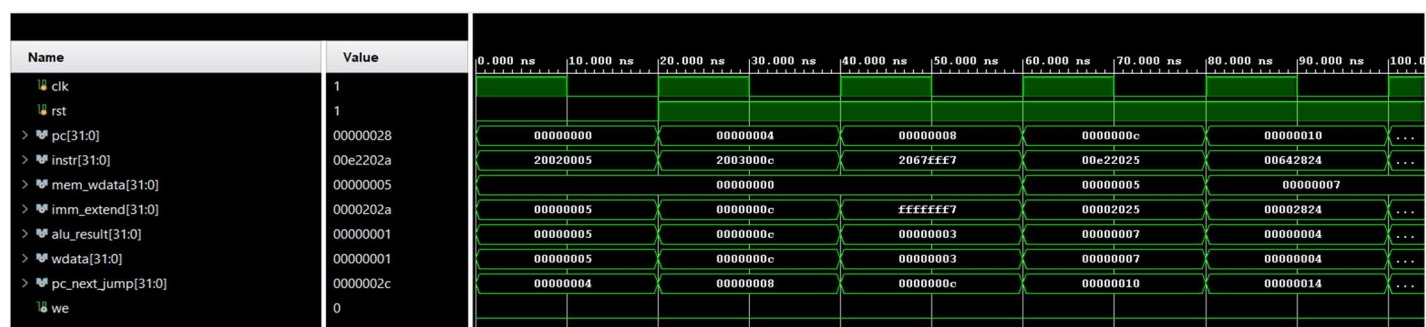 Name Value 0.000 ns 10.000 ns 20.000 ns 30.000 ns 40.000 ns 50.000 ns 60.000 ns 70.000 ns 80.000 ns 90.000 ns 100.0
clk 1
rst 1
pc[31:0] 00000028 00000000 00000004 00000008 0000000c 00000010 ...
instr[31:0] 00e2202a 20020005 2003000c 2067fff7 00e22025 00642824 ...
mem_wdata[31:0] 00000005 00000000 00000005 00000007
imm_extend[31:0] 0000202a 00000005 0000000c fffffff7 00002025 00002824 ...
alu_result[31:0] 00000001 00000005 0000000c 00000003 00000007 00000004 ...
wdata[31:0] 00000001 00000005 0000000c 00000003 00000007 00000004 ...
pc_next_jump[31:0] 0000002c 00000004 00000008 0000000c 00000010 00000014 ...
we 0